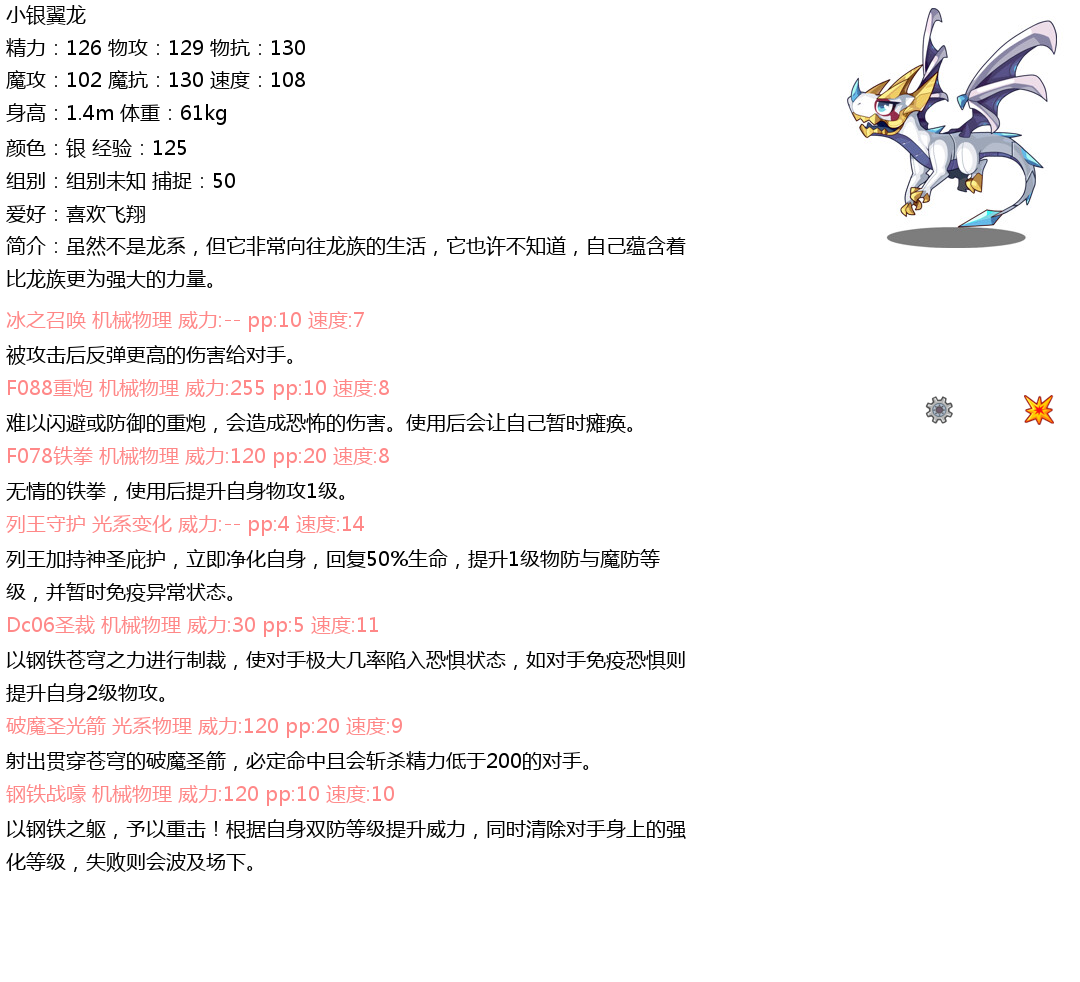 小银翼龙
精力：126 物攻：129 物抗：130
魔攻：102 魔抗：130 速度：108
身高：1.4m 体重：61kg
颜色：银 经验：125
组别：组别未知 捕捉：50
爱好：喜欢飞翔
简介：虽然不是龙系，但它非常向往龙族的生活，它也许不知道，自己蕴含着
比龙族更为强大的力量。
冰之召唤 机械物理 威力:-- pp:10 速度:7
被攻击后反弹更高的伤害给对手。
F088重炮 机械物理 威力:255 pp:10 速度:8
难以闪避或防御的重炮，会造成恐怖的伤害。使用后会让自己暂时瘫痪。
F078铁拳 机械物理 威力:120 pp:20 速度:8
无情的铁拳，使用后提升自身物攻1级。
列王守护 光系变化 威力:-- pp:4 速度:14
列王加持神圣庇护，立即净化自身，回复50%生命，提升1级物防与魔防等
级，并暂时免疫异常状态。
Dc06圣裁 机械物理 威力:30 pp:5 速度:11
以钢铁苍穹之力进行制裁，使对手极大几率陷入恐惧状态，如对手免疫恐惧则
提升自身2级物攻。
破魔圣光箭 光系物理 威力:120 pp:20 速度:9
射出贯穿苍穹的破魔圣箭，必定命中且会斩杀精力低于200的对手。
钢铁战嚎 机械物理 威力:120 pp:10 速度:10
以钢铁之躯，予以重击！根据自身双防等级提升威力，同时清除对手身上的强
化等级，失败则会波及场下。